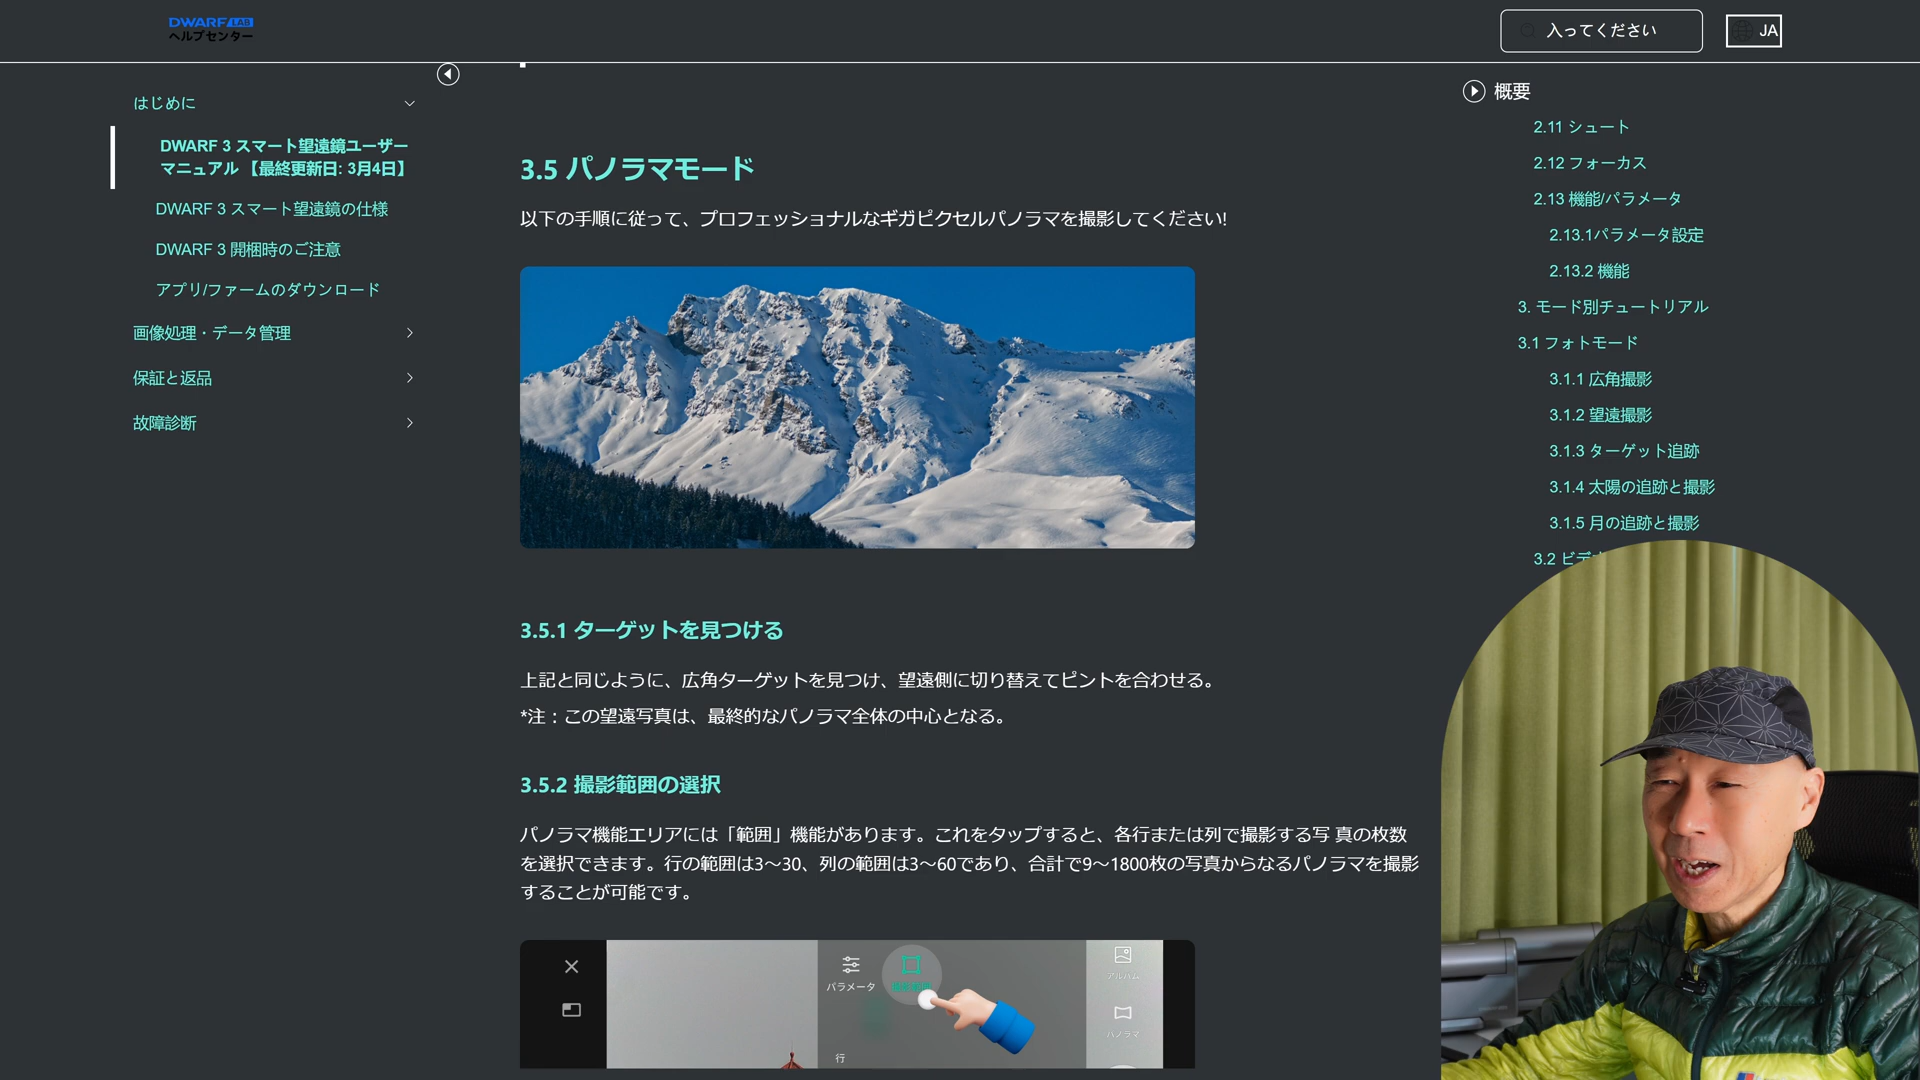 DWARF LAB
ヘルプセンター
入ってください
JA
はじめに
DWARF 3 スマート望遠鏡ユーザー
マニュアル 【最終更新日: 3月4日】
DWARF 3 スマート望遠鏡の仕様
DWARF 3 開梱時のご注意
アプリ/ファームのダウンロード
画像処理・データ管理
保証と返品
故障診断
3.5 パノラマモード
以下の手順に従って、プロフェッショナルなギガピクセルパノラマを撮影してください!
3.5.1 ターゲットを見つける
上記と同じように、広角ターゲットを見つけ、望遠側に切り替えてピントを合わせる。
*注：この望遠写真は、最終的なパノラマ全体の中心となる。
3.5.2 撮影範囲の選択
パノラマ機能エリアには「範囲」機能があります。これをタップすると、各行または列で撮影する写 真の枚数
を選択できます。行の範囲は3～30、列の範囲は3～60であり、合計で9～1800枚の写真からなるパノラマを撮影
することが可能です。
パラメータ
アルバム
パノラマ
行
概要
2.11 シュート
2.12 フォーカス
2.13 機能/パラメータ
2.13.1パラメータ設定
2.13.2 機能
3. モード別チュートリアル
3.1 フォトモード
3.1.1 広角撮影
3.1.2 望遠撮影
3.1.3 ターゲット追跡
3.1.4 太陽の追跡と撮影
3.1.5 月の追跡と撮影
3.2 ビデ